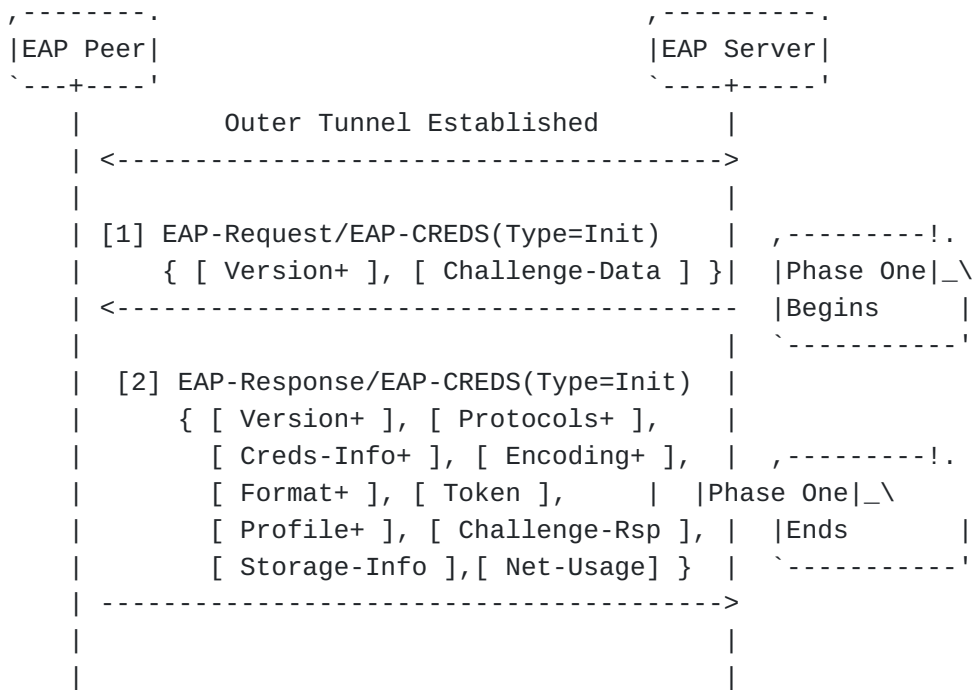 ,--------.                               ,----------.
|EAP Peer|                               |EAP Server|
`---+----'                               `----+-----'
    |         Outer Tunnel Established        |
    | <--------------------------------------->
    |                                         |
    | [1] EAP-Request/EAP-CREDS(Type=Init)    |  ,---------!.
    |     { [ Version+ ], [ Challenge-Data ] }|  |Phase One|_\
    | <----------------------------------------  |Begins     |
    |                                         |  `-----------'
    |  [2] EAP-Response/EAP-CREDS(Type=Init)  |
    |      { [ Version+ ], [ Protocols+ ],    |
    |        [ Creds-Info+ ], [ Encoding+ ],  |  ,---------!.
    |        [ Format+ ], [ Token ],     |  |Phase One|_\
    |        [ Profile+ ], [ Challenge-Rsp ], |  |Ends       |
    |        [ Storage-Info ],[ Net-Usage] }  |  `-----------'
    | ---------------------------------------->
    |                                         |
    |                                         |